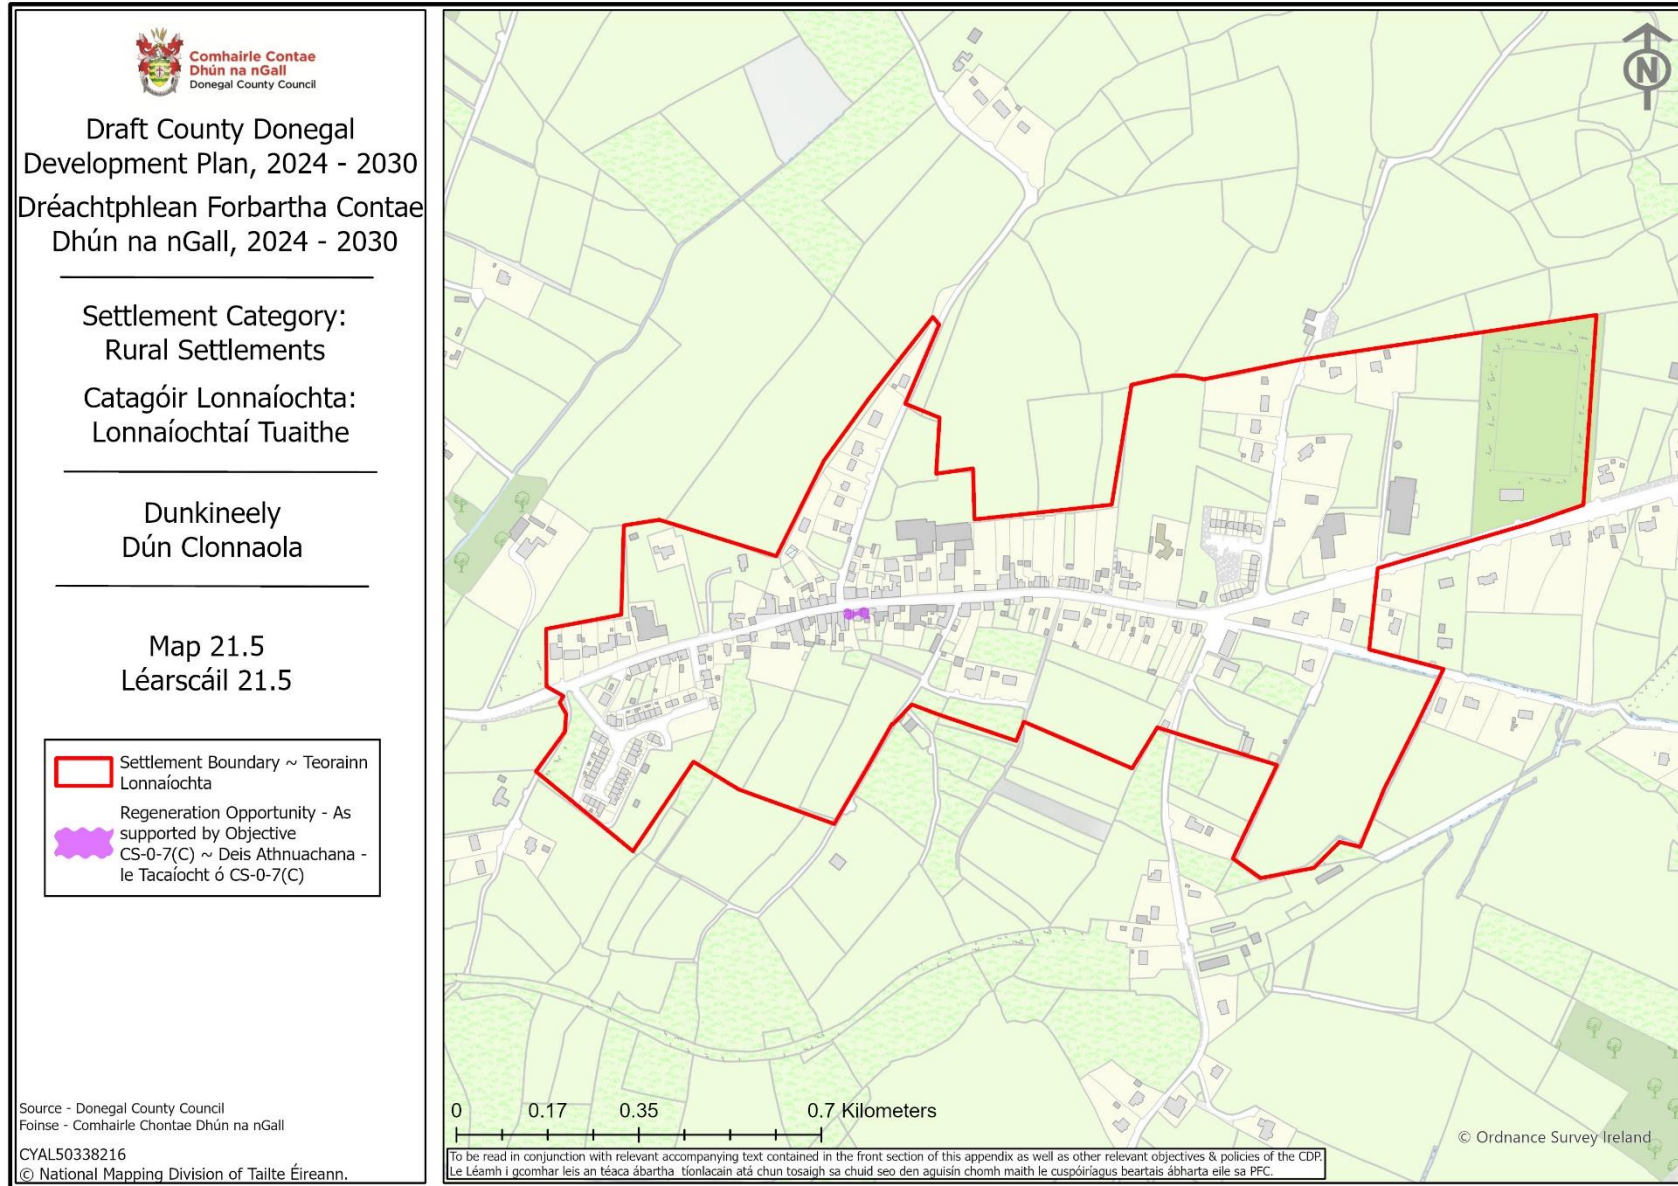 Comhairle Contae
Dhún na nGall
Donegal County Council
Draft County Donegal
Development Plan, 2024 - 2030
Dréachtphlean Forbartha Contae
Dhún na nGall, 2024 - 2030
Settlement Category:
Rural Settlements
Catagóir Lonnaíochta:
Lonnaíochtaí Tuaithe
Dunkineely
Dún Clonnaola
Map 21.5
Léarscáil 21.5
Settlement Boundary ~ Teorainn
Lonnaíochta
Regeneration Opportunity - As
supported by Objective
CS-0-7(C) ~ Deis Athnuachana -
le Tacaíocht ó CS-0-7(C)
Source - Donegal County Council
Foinse - Comhairle Chontae Dhún na nGall
CYAL50338216
© National Mapping Division of Tailte Éireann.
N
0 0.17 0.35 0.7 Kilometers
© Ordnance Survey Ireland
To be read in conjunction with relevant accompanying text contained in the front section of this appendix as well as other relevant objectives & policies of the CDP.
Le Léamh i gcomhar leis an téaca ábartha tíonlacain atá chun tosaigh sa chuid seo den aguisín chomh maith le cuspóiríagus beartais ábharta eile sa PFC.